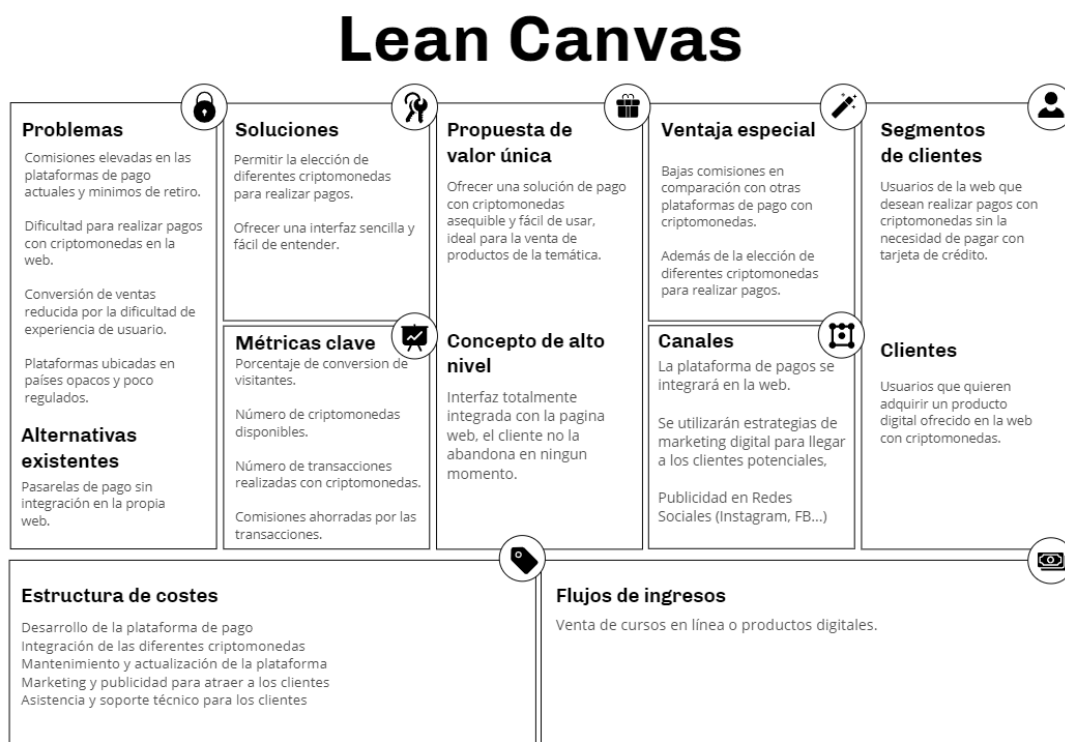 Lean Canvas
Problemas
Comisiones elevadas en las
plataformas de pago
actuales y minimos de retiro.
Dificultad para realizar pagos
con criptomonedas en la
web.
Conversión de ventas
reducida por la dificultad de
experiencia de usuario.
Plataformas ubicadas en
países opacos y poco
regulados.
Alternativas
existentes
Pasarelas de pago sin
integración en la propia
web.
Soluciones
Permitir la elección de
diferentes criptomonedas
para realizar pagos.
Ofrecer una interfaz sencilla y
fácil de entender.
Métricas clave
Porcentaje de conversion de
visitantes.
Número de criptomonedas
disponibles.
Número de transacciones
realizadas con criptomonedas.
Comisiones ahorradas por las
transacciones.
Propuesta de
valor única
Ofrecer una solución de pago
con criptomonedas
asequible y fácil de usar,
ideal para la venta de
productos de la temática.
Concepto de alto
nivel
Interfaz totalmente
integrada con la pagina
web, el cliente no la
abandona en ningun
momento.
Ventaja especial
Bajas comisiones en
comparación con otras
plataformas de pago con
criptomonedas.
Además de la elección de
diferentes criptomonedas
para realizar pagos.
Canales
La plataforma de pagos se
integrará en la web.
Se utilizarán estrategias de
marketing digital para llegar
a los clientes potenciales,
Publicidad en Redes
Sociales (Instagram, FB...)
Segmentos
de clientes
Usuarios de la web que
desean realizar pagos con
criptomonedas sin la
necesidad de pagar con
tarjeta de crédito.
Clientes
Usuarios que quieren
adquirir un producto
digital ofrecido en la web
con criptomonedas.
Estructura de costes
Desarrollo de la plataforma de pago
Integración de las diferentes criptomonedas
Mantenimiento y actualización de la plataforma
Marketing y publicidad para atraer a los clientes
Asistencia y soporte técnico para los clientes
Flujos de ingresos
Venta de cursos en línea o productos digitales.